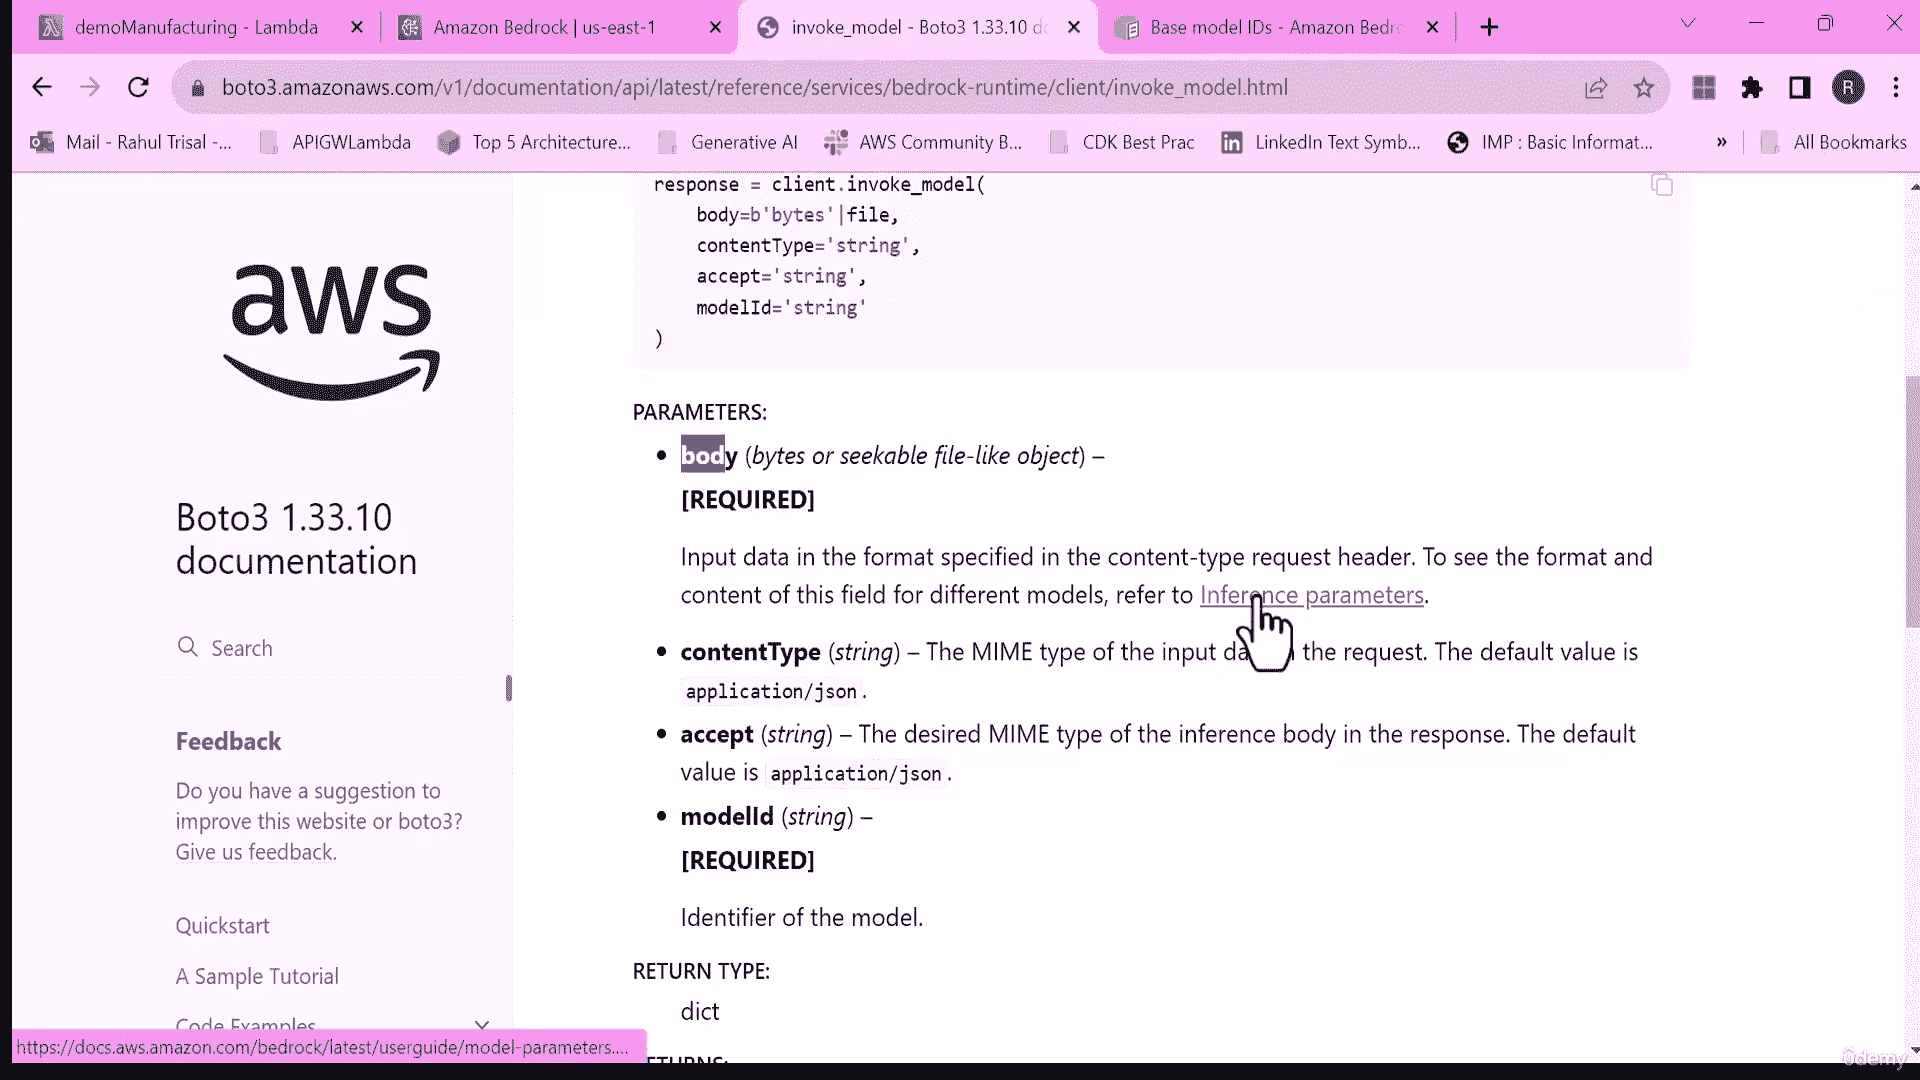 demoManufacturing - Lambda
Amazon Bedrock | us-east-1
invoke_model - Boto3 1.33.10 do
Base model IDs - Amazon Bedro
boto3.amazonaws.com/v1/documentation/api/latest/reference/services/bedrock-runtime/client/invoke_model.html
R
Mail - Rahul Trisal -...
APIGWLambda
Top 5 Architecture...
Generative AI
AWS Community B...
CDK Best Prac
LinkedIn Text Symb...
IMP : Basic Informat...
»
All Bookmarks
aws
Boto3 1.33.10
documentation
Search
Feedback
Do you have a suggestion to
improve this website or boto3?
Give us feedback.
Quickstart
A Sample Tutorial
Code Examples
response = client.invoke_model(
body=b'bytes'|file,
contentType='string',
accept='string',
modelId='string'
)
PARAMETERS:
• body (bytes or seekable file-like object) –
[REQUIRED]
Input data in the format specified in the content-type request header. To see the format and
content of this field for different models, refer to Inference parameters.
• contentType (string) – The MIME type of the input da the request. The default value is
application/json.
• accept (string) – The desired MIME type of the inference body in the response. The default
value is application/json.
• modelId (string) –
[REQUIRED]
Identifier of the model.
RETURN TYPE:
dict
ETURNS:
https://docs.aws.amazon.com/bedrock/latest/userguide/model-parameters....
ûdemy